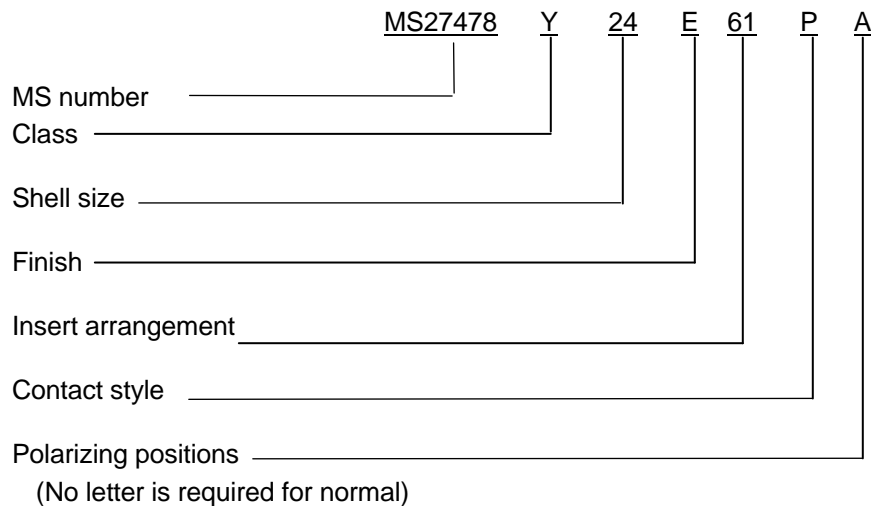 MS27478 Y 24 E 61 P A
MS number
Class
Shell size
Finish
Insert arrangement
Contact style
Polarizing positions
(No letter is required for normal)